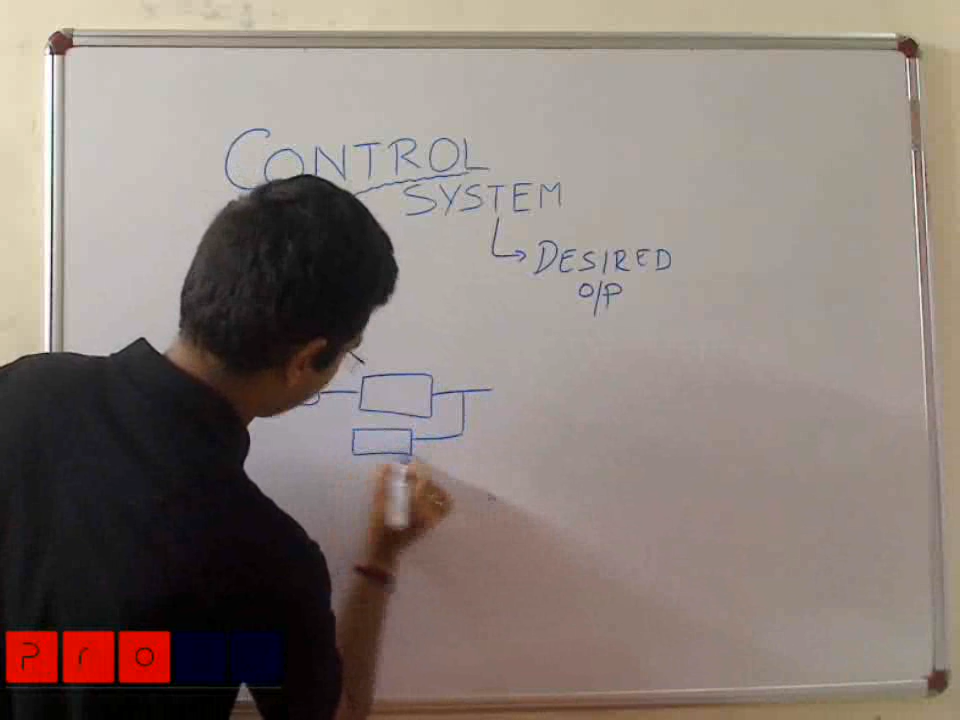 CONTROL
SYSTEM
DESIRED
O/P
Pro